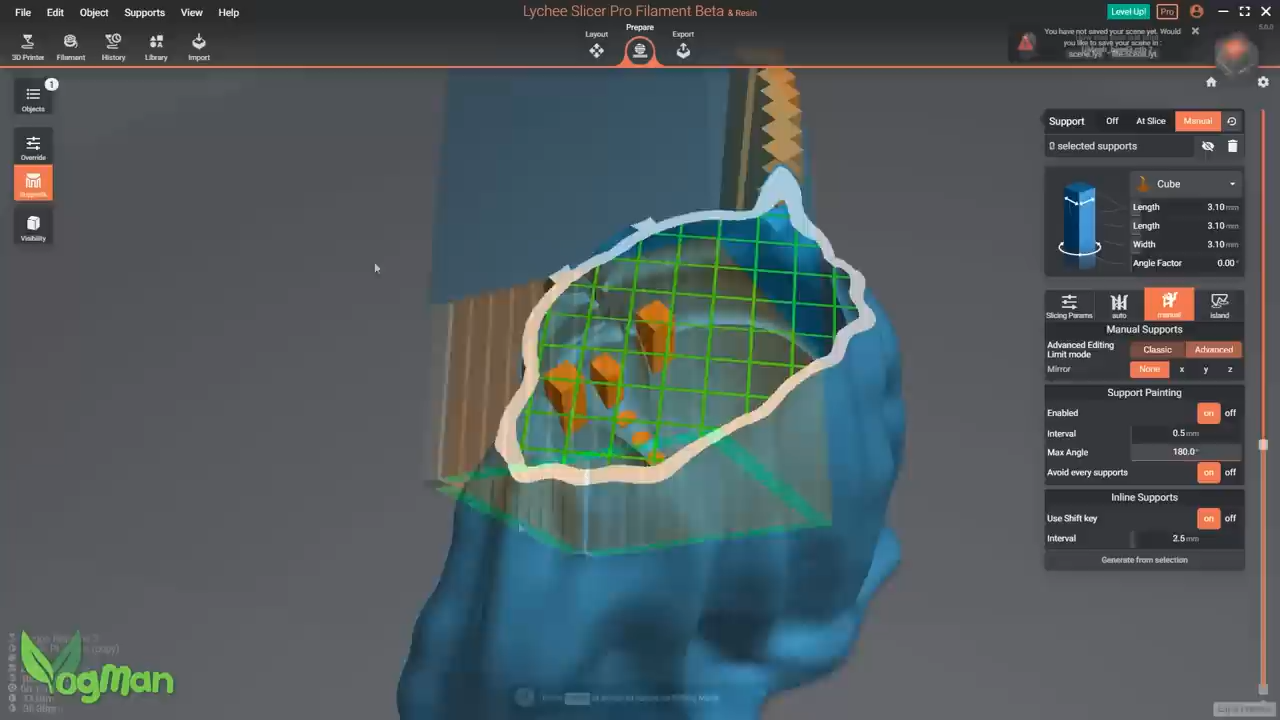 File Edit Object Supports View Help
Lychee Slicer Pro Filament Beta & Resin
Level Up! Pro
3D Printer Filament History Library Import
Layout Prepare Export
You have not saved your scene yet. Would
you like to save your scene in :
5.0.0
1
Objects
Override
Supports
Visibility
Support Off At Slice Manual
0 selected supports
Cube
Length 3.10 mm
Length 3.10 mm
Width 3.10 mm
Angle Factor 0.00 °
Slicing Params auto manual island
Manual Supports
Advanced Editing
Limit mode Classic Advanced
Mirror None x y z
Support Painting
Enabled on off
Interval 0.5 mm
Max Angle 180.0 °
Avoid every supports on off
Inline Supports
Use Shift key on off
Interval 2.5 mm
Generate from selection
YogMan